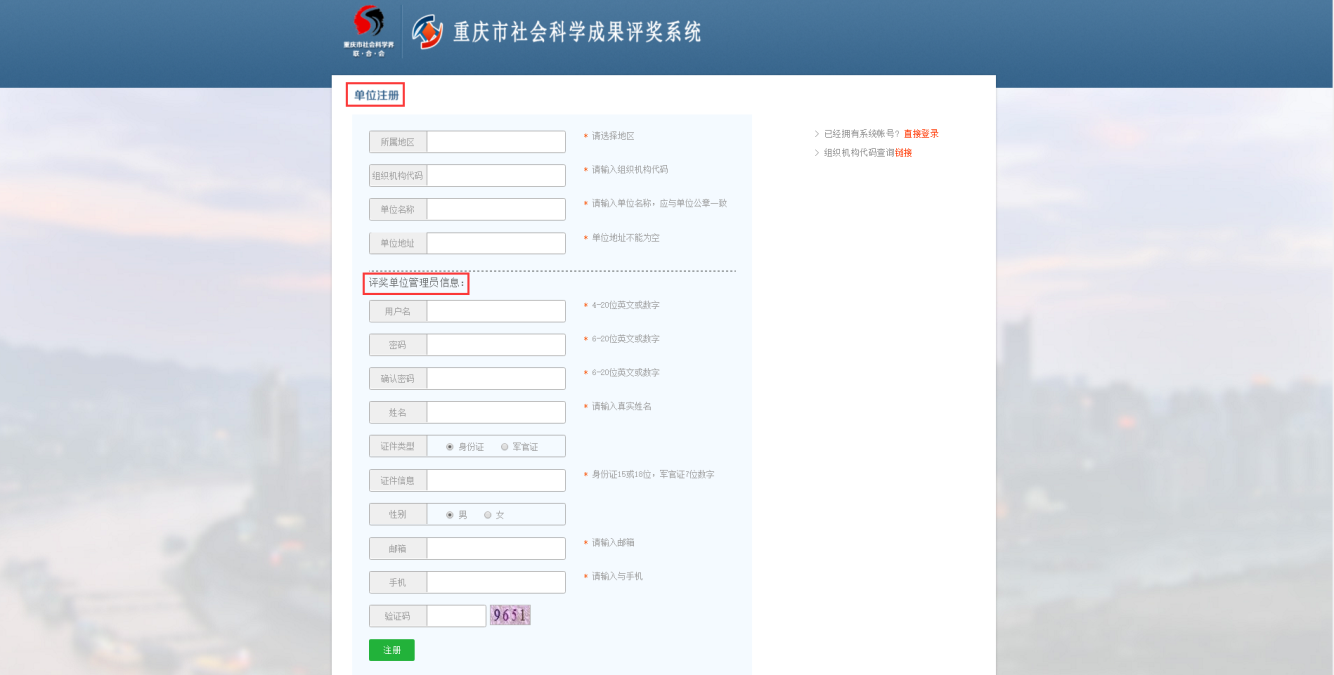 重庆市社会科学界
联·合·会
重庆市社会科学成果评奖系统
单位注册
所属地区 * 请选择地区
组织机构代码 * 请输入组织机构代码
单位名称 * 请输入单位名称，应与单位公章一致
单位地址 * 单位地址不能为空
> 已经拥有系统帐号？直接登录
> 组织机构代码查询链接
评奖单位管理员信息：
用户名 * 4-20位英文或数字
密码 * 6-20位英文或数字
确认密码 * 6-20位英文或数字
姓名 * 请输入真实姓名
证件类型 身份证 军官证
证件信息 * 身份证15或18位，军官证7位数字
性别 男 女
邮箱 * 请输入邮箱
手机 * 请输入与手机
验证码 9651
注册